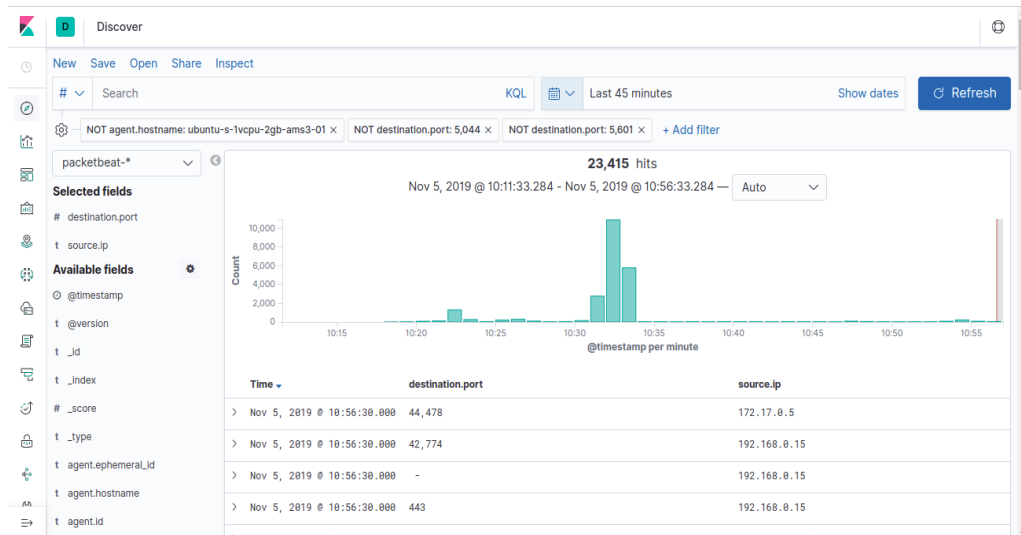 D Discover
New Save Open Share Inspect
# Search KQL Last 45 minutes Show dates Refresh
NOT agent.hostname: ubuntu-s-1vcpu-2gb-ams3-01 × NOT destination.port: 5,044 × NOT destination.port: 5,601 × + Add filter
packetbeat-*
Selected fields
# destination.port
t source.ip
Available fields
@timestamp
t @version
t _id
t _index
# _score
t _type
t agent.ephemeral_id
t agent.hostname
t agent.id
23,415 hits
Nov 5, 2019 @ 10:11:33.284 - Nov 5, 2019 @ 10:56:33.284 — Auto
Count
10,000
8,000
6,000
4,000
2,000
0
10:15 10:20 10:25 10:30 10:35 10:40 10:45 10:50 10:55
@timestamp per minute
Time destination.port source.ip
> Nov 5, 2019 @ 10:56:30.000 44,478 172.17.0.5
> Nov 5, 2019 @ 10:56:30.000 42,774 192.168.0.15
> Nov 5, 2019 @ 10:56:30.000 - 192.168.0.15
> Nov 5, 2019 @ 10:56:30.000 443 192.168.0.15